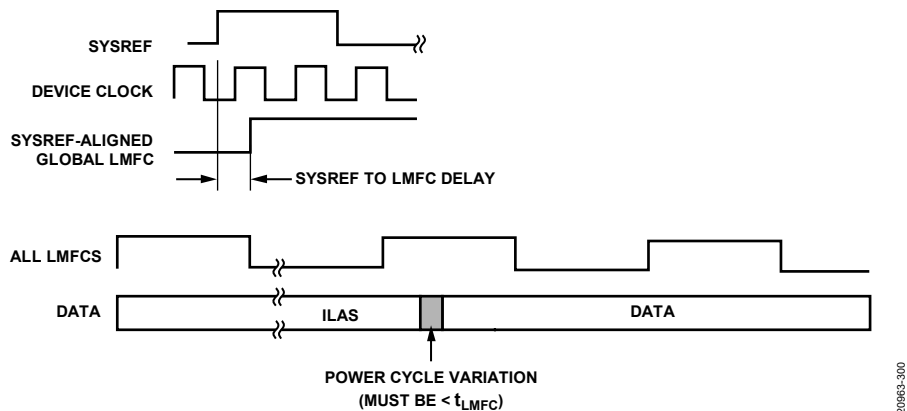 SYSREF
DEVICE CLOCK
SYSREF-ALIGNED
GLOBAL LMFC
SYSREF TO LMFC DELAY
ALL LMFCS
DATA
ILAS
DATA
POWER CYCLE VARIATION
(MUST BE < tLMFC)
20963-300